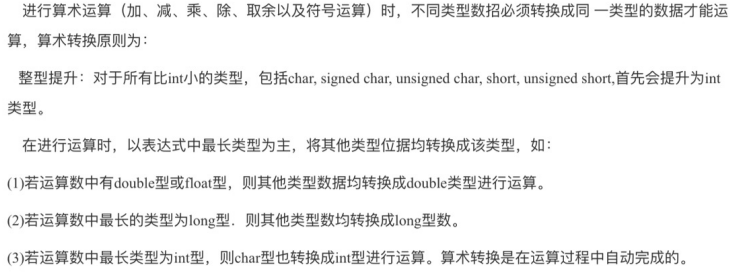 进行算术运算（加、减、乘、除、取余以及符号运算）时，不同类型数招必须转换成同 一类型的数据才能运
算，算术转换原则为：
整型提升：对于所有比int小的类型，包括char, signed char, unsigned char, short, unsigned short,首先会提升为int
类型。
在进行运算时，以表达式中最长类型为主，将其他类型位据均转换成该类型，如：
(1)若运算数中有double型或float型，则其他类型数据均转换成double类型进行运算。
(2)若运算数中最长的类型为long型．则其他类型数均转换成long型数。
(3)若运算数中最长类型为int型，则char型也转换成int型进行运算。算术转换是在运算过程中自动完成的。